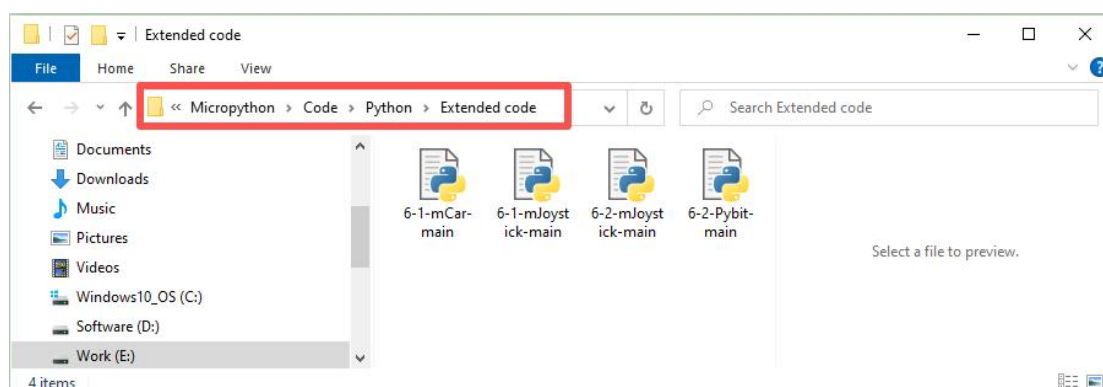 Extended code
File Home Share View
« Micropython > Code > Python > Extended code
Search Extended code
Documents
Downloads
Music
Pictures
Videos
Windows10_OS (C:)
Software (D:)
Work (E:)
6-1-mCar-
main
6-1-mJoyst
ick-main
6-2-mJoyst
ick-main
6-2-Pybit-
main
Select a file to preview.
4 items